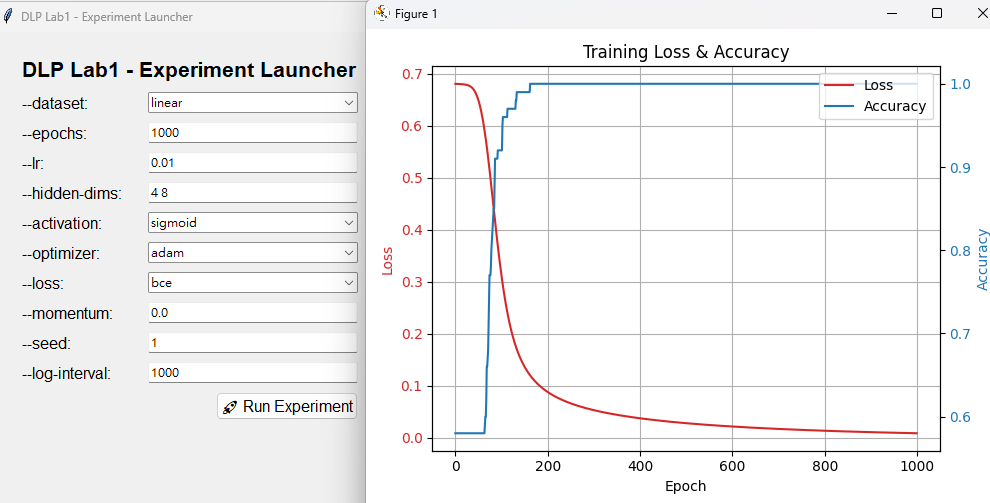 DLP Lab1 - Experiment Launcher
DLP Lab1 - Experiment Launcher
--dataset: linear
--epochs: 1000
--lr: 0.01
--hidden-dims: 4 8
--activation: sigmoid
--optimizer: adam
--loss: bce
--momentum: 0.0
--seed: 1
--log-interval: 1000
Run Experiment
Figure 1
Training Loss & Accuracy
Loss
Accuracy
0.7
0.6
0.5
0.4
0.3
0.2
0.1
0.0
Loss
1.0
0.9
0.8
0.7
0.6
Accuracy
0 200 400 600 800 1000
Epoch